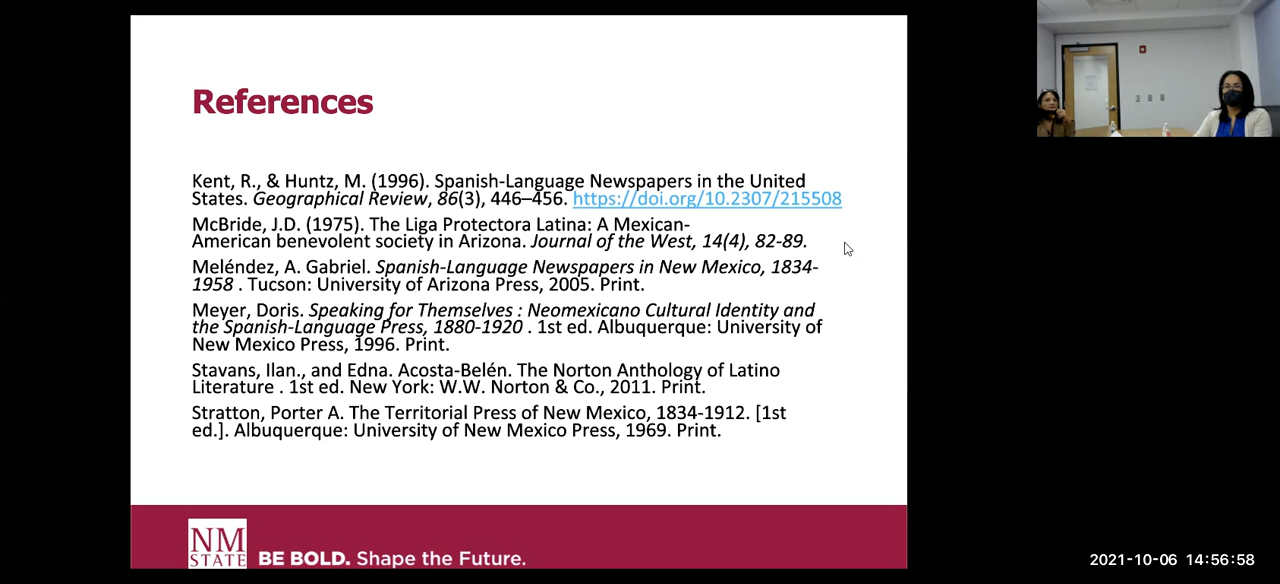 References
Kent, R., & Huntz, M. (1996). Spanish-Language Newspapers in the United
States. Geographical Review, 86(3), 446–456. https://doi.org/10.2307/215508
McBride, J.D. (1975). The Liga Protectora Latina: A Mexican-
American benevolent society in Arizona. Journal of the West, 14(4), 82-89.
Meléndez, A. Gabriel. Spanish-Language Newspapers in New Mexico, 1834-
1958 . Tucson: University of Arizona Press, 2005. Print.
Meyer, Doris. Speaking for Themselves : Neomexicano Cultural Identity and
the Spanish-Language Press, 1880-1920 . 1st ed. Albuquerque: University of
New Mexico Press, 1996. Print.
Stavans, Ilan., and Edna. Acosta-Belén. The Norton Anthology of Latino
Literature . 1st ed. New York: W.W. Norton & Co., 2011. Print.
Stratton, Porter A. The Territorial Press of New Mexico, 1834-1912. [1st
ed.]. Albuquerque: University of New Mexico Press, 1969. Print.
NM
STATE
BE BOLD. Shape the Future.
2021-10-06 14:56:58